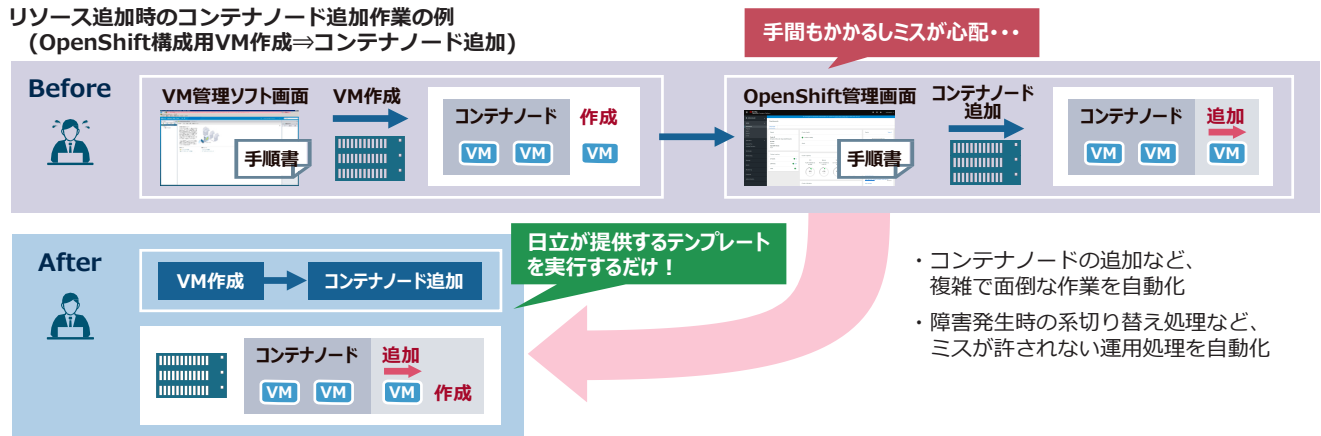 リソース追加時のコンテナノード追加作業の例
(OpenShift構成用VM作成⇒コンテナノード追加)
手間もかかるしミスが心配・・・
Before
VM管理ソフト画面
手順書
VM作成
コンテナノード
作成
VM
VM
VM
OpenShift管理画面
手順書
コンテナノード
追加
コンテナノード
追加
VM
VM
VM
After
VM作成
コンテナノード追加
日立が提供するテンプレート
を実行するだけ！
コンテナノード
追加
VM
VM
VM
作成
・コンテナノードの追加など、
複雑で面倒な作業を自動化
・障害発生時の系切り替え処理など、
ミスが許されない運用処理を自動化